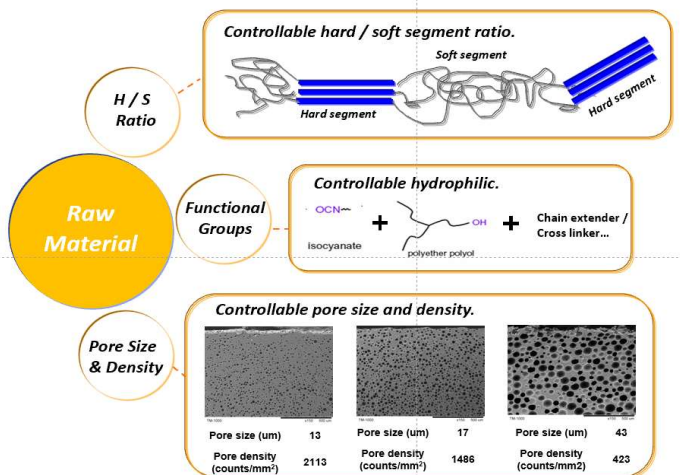 Controllable hard / soft segment ratio.
Soft segment
Hard segment
Hard segment
H / S
Ratio
Raw
Material
Functional
Groups
Controllable hydrophilic.
OCN
isocyanate
+
OH
polyether polyol
+
Chain extender /
Cross linker...
Pore Size
& Density
Controllable pore size and density.
Pore size (um) 13
Pore density
(counts/mm²) 2113
Pore size (um) 17
Pore density
(counts/mm²) 1486
Pore size (um) 43
Pore density
(counts/mm2) 423